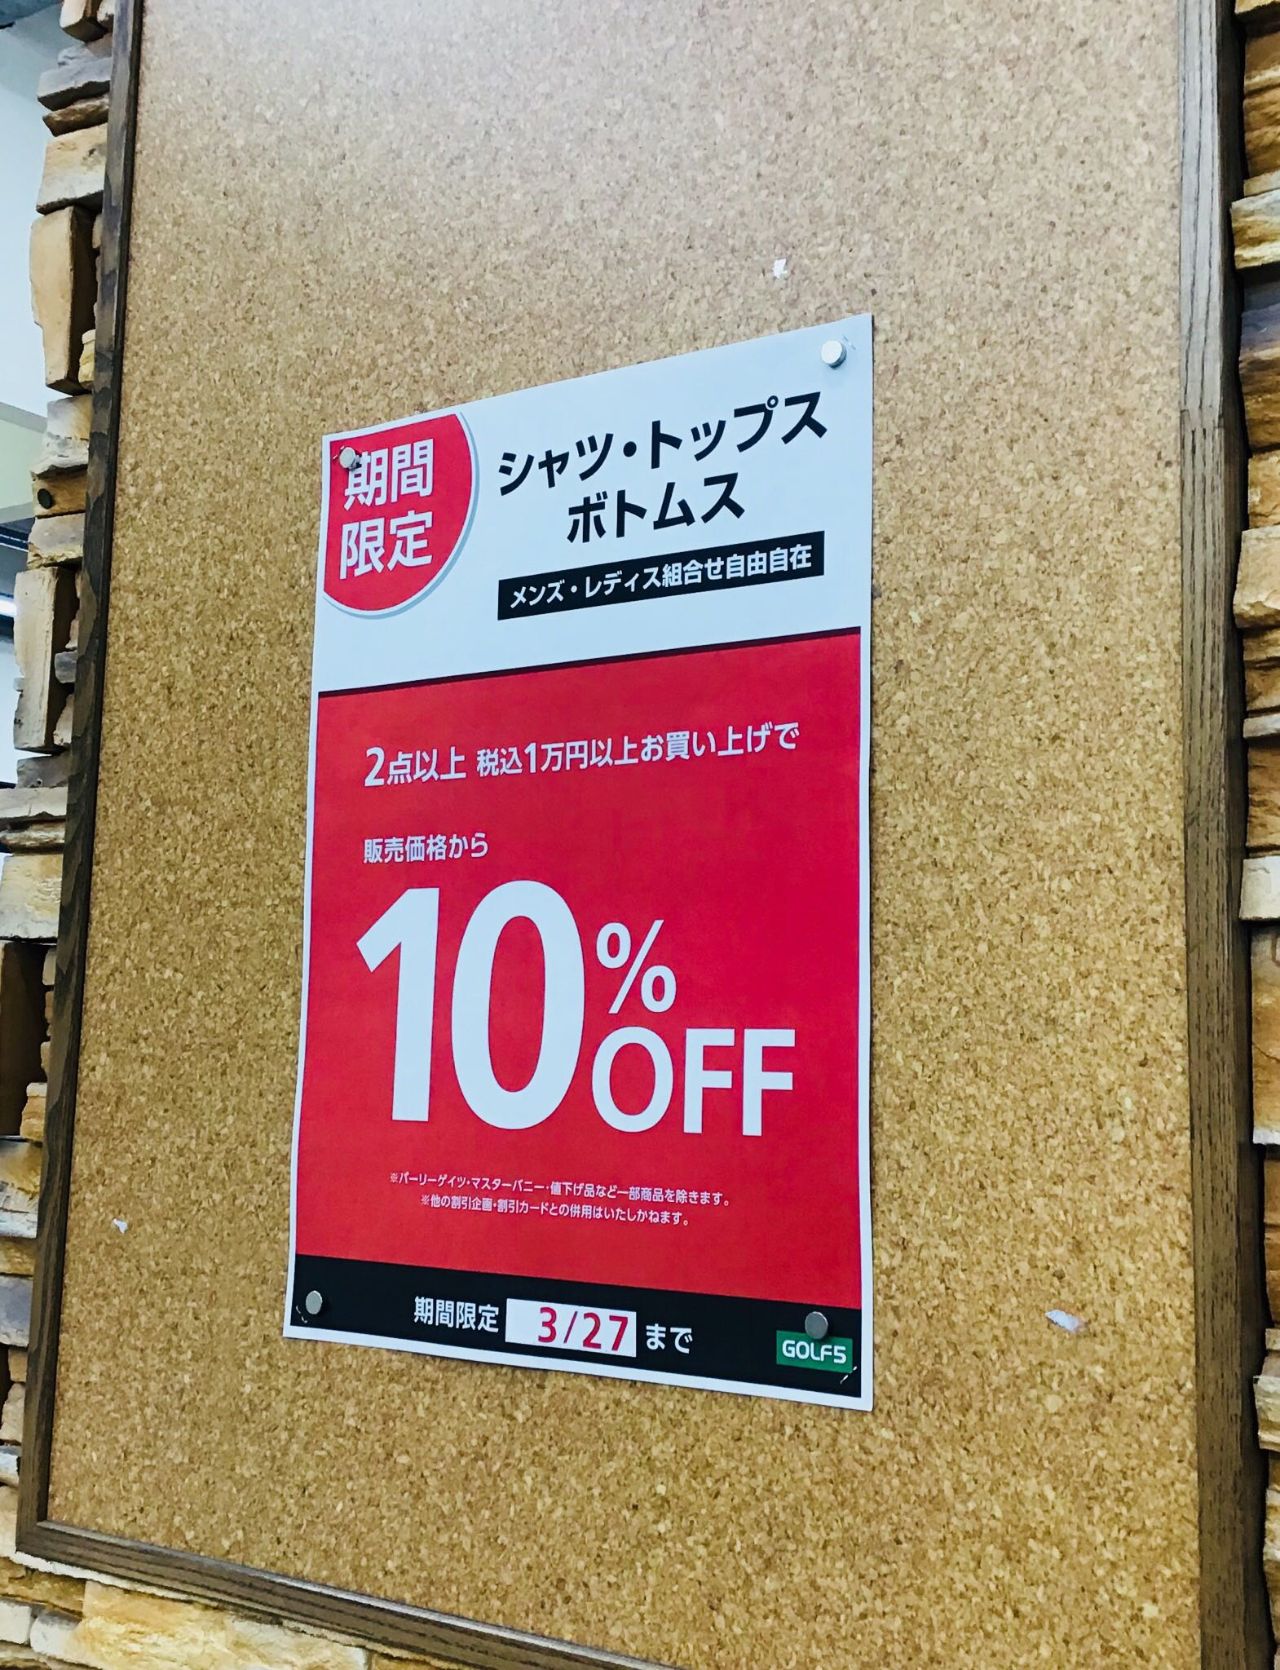 期間
限定
シャツ・トップス
ボトムス
メンズ・レディス組合せ自由自在
2点以上 税込1万円以上お買い上げで
販売価格から
10%
OFF
※パーリーゲイツ・マスターバニー・値下げ品など一部商品を除きます。
※他の割引企画・割引カードとの併用はいたしかねます。
期間限定 3/27 まで
GOLF5